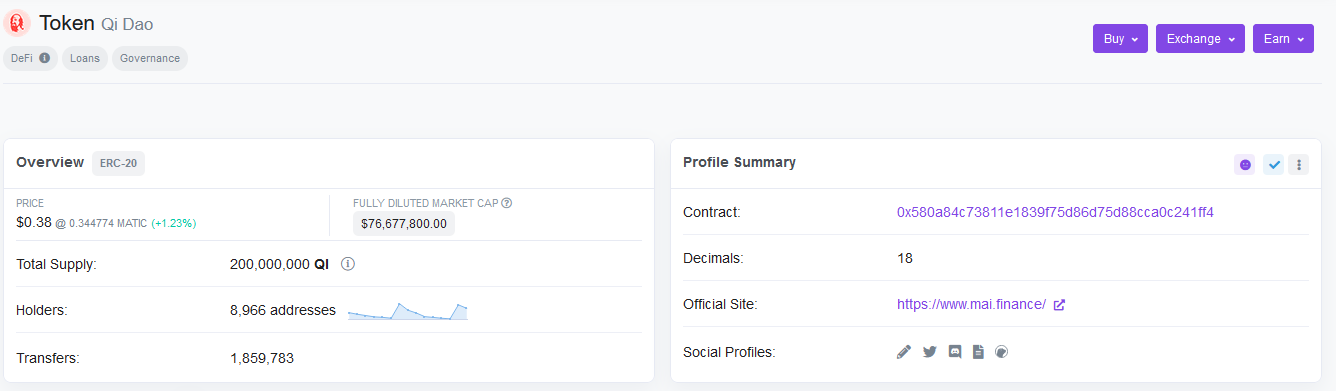 Token Qi Dao
DeFi Loans Governance
Buy Exchange Earn
Overview ERC-20
PRICE
$0.38 @ 0.344774 MATIC (+1.23%)
FULLY DILUTED MARKET CAP
$76,677,800.00
Total Supply: 200,000,000 QI
Holders: 8,966 addresses
Transfers: 1,859,783
Profile Summary
Contract: 0x580a84c73811e1839f75d86d75d88cca0c241ff4
Decimals: 18
Official Site: https://www.mai.finance/
Social Profiles: